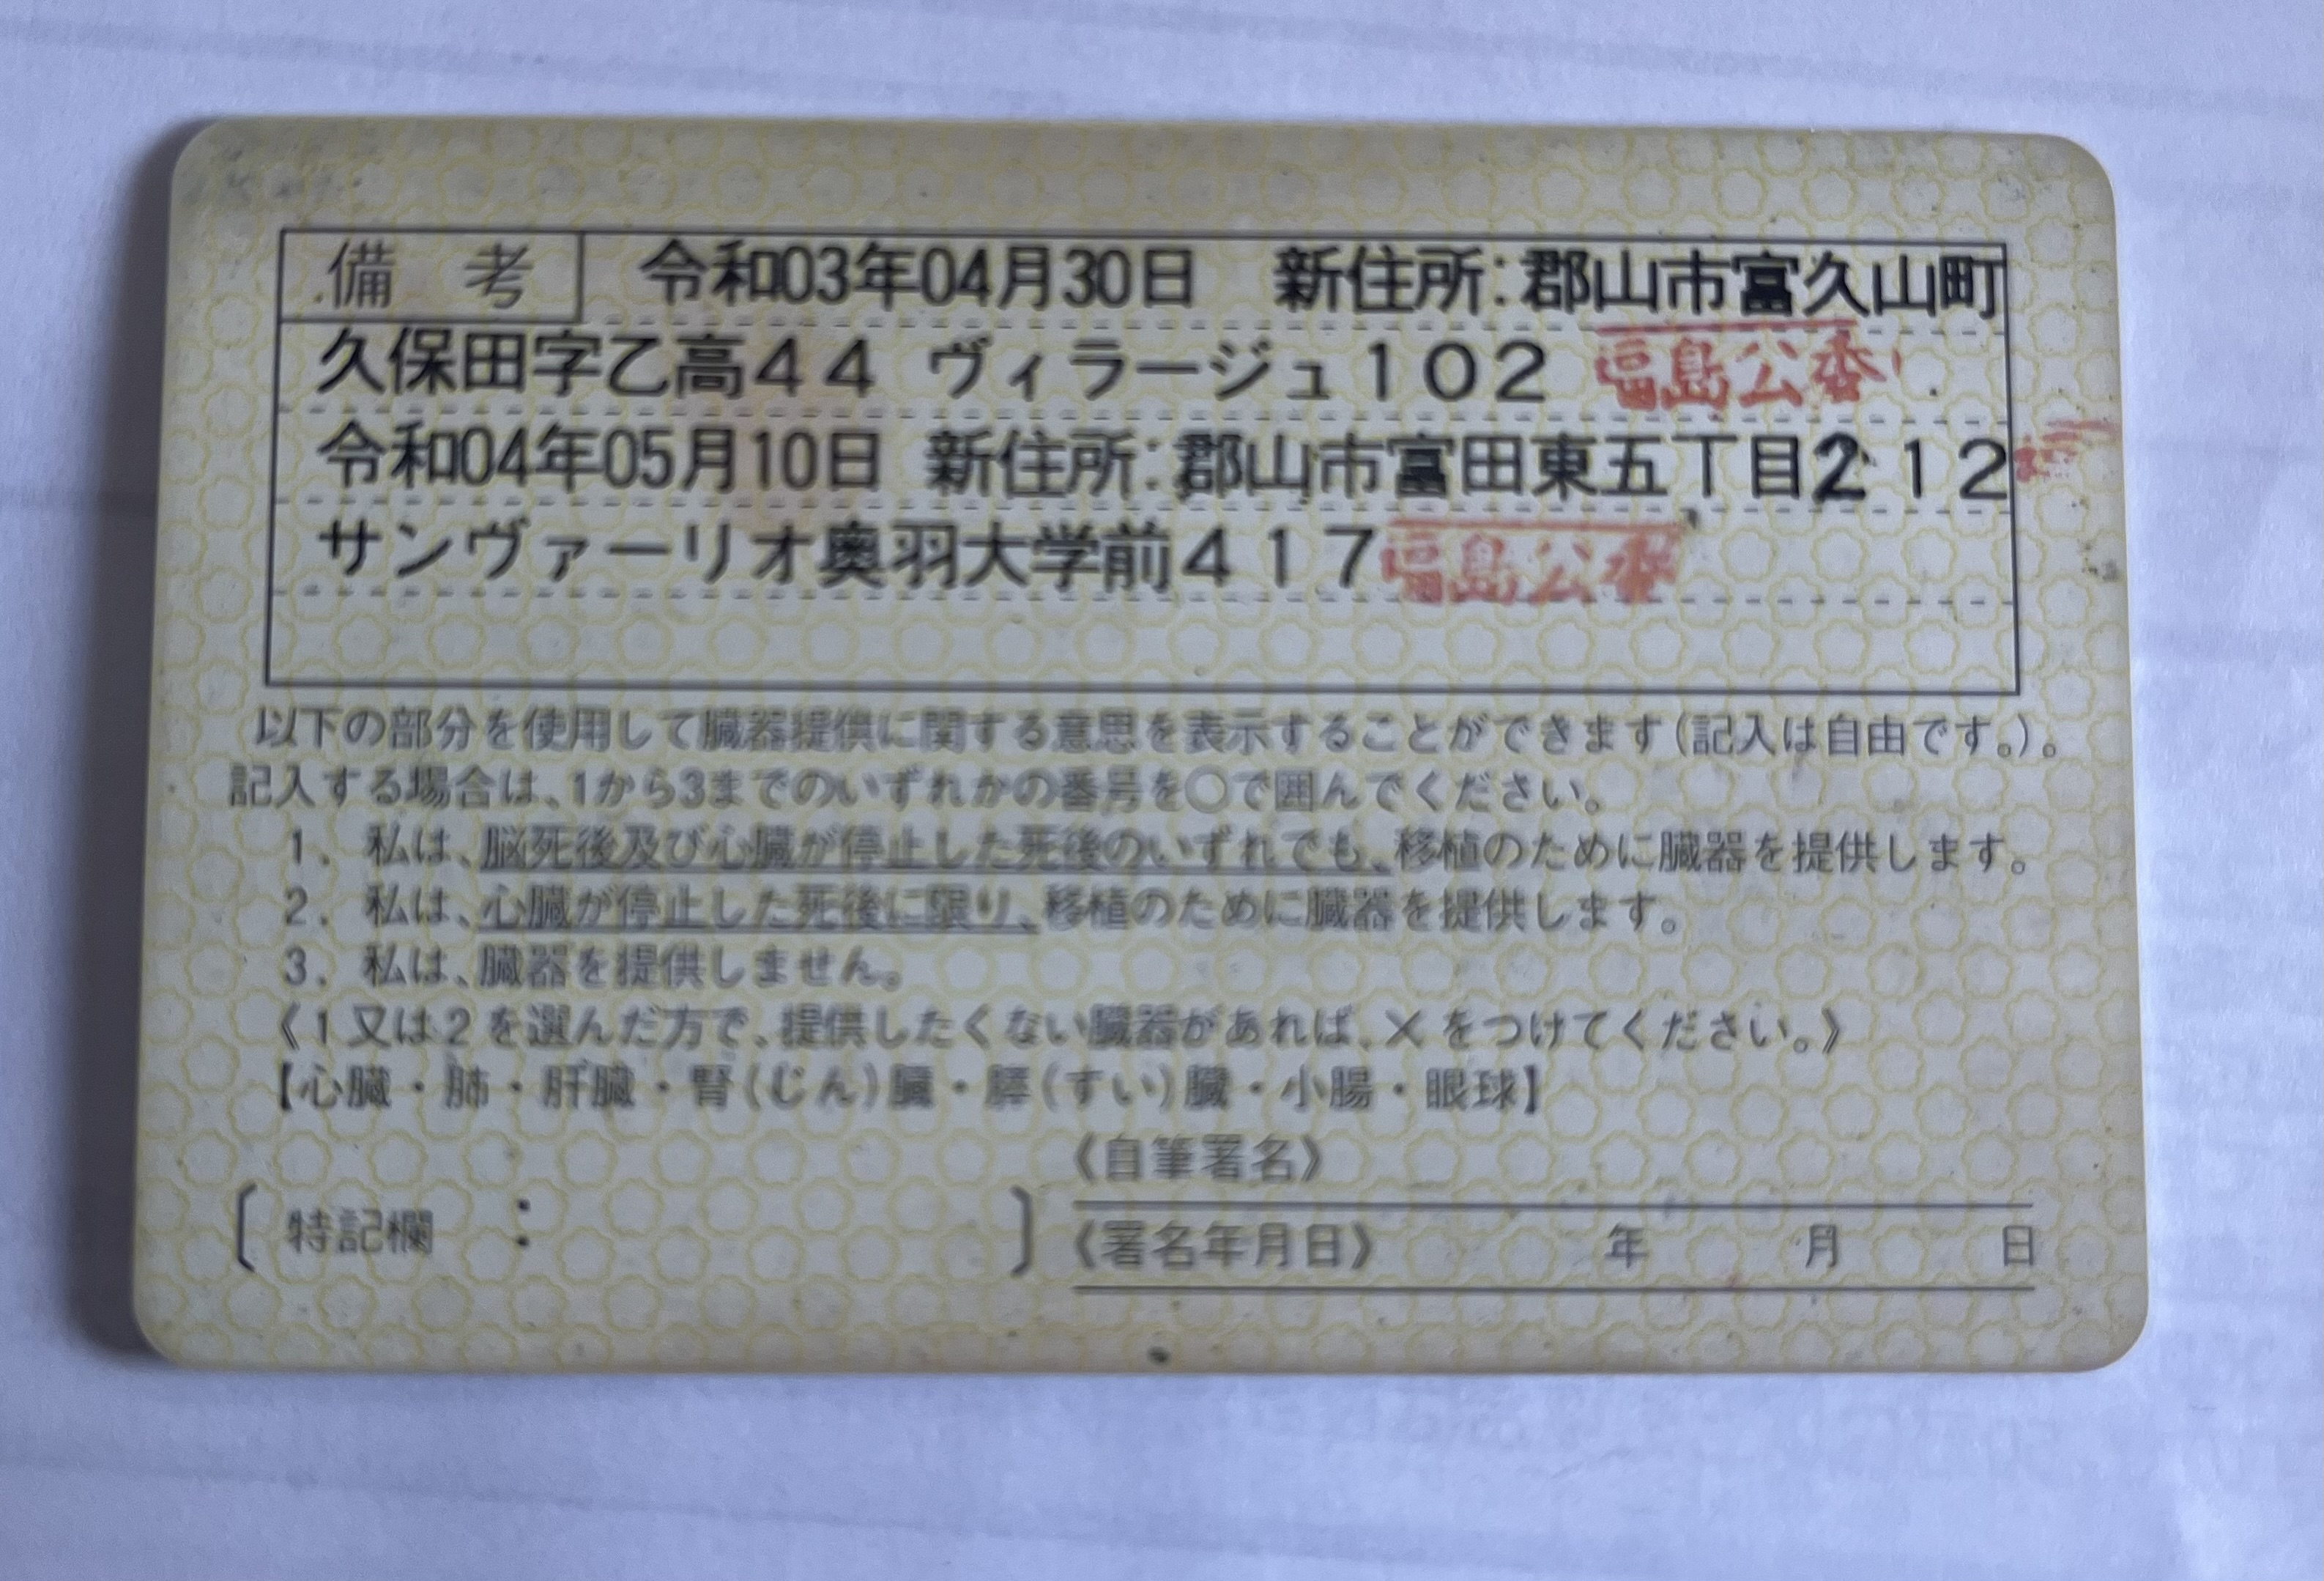 備考 令和03年04月30日 新住所:郡山市富久山町
久保田字乙高44 ヴィラージュ102 福島公委
令和04年05月10日 新住所:郡山市富田東五丁目212
サンヴァーリオ奥羽大学前417 福島公委
以下の部分を使用して臓器提供に関する意思を表示することができます(記入は自由です。)。
記入する場合は、1から3までのいずれかの番号を○で囲んでください。
1. 私は、脳死後及び心臓が停止した死後のいずれでも、移植のために臓器を提供します。
2. 私は、心臓が停止した死後に限り、移植のために臓器を提供します。
3. 私は、臓器を提供しません。
《1又は2を選んだ方で、提供したくない臓器があれば、×をつけてください。》
【心臓・肺・肝臓・腎(じん)臓・膵(すい)臓・小腸・眼球】
〔特記欄 : 〕
《自筆署名》
《署名年月日》 年 月 日